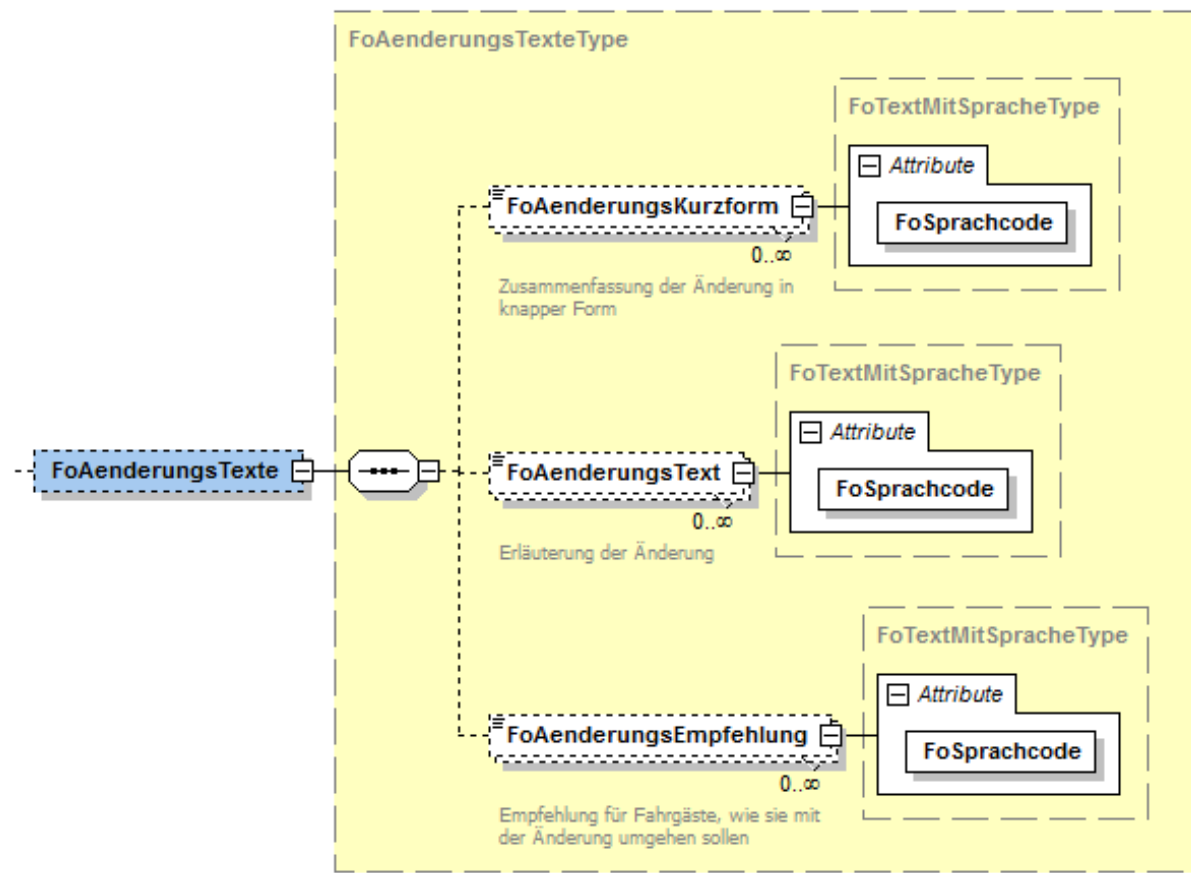 FoAenderungsTexteType
FoTextMitSpracheType
Attribute
FoAenderungsKurzform
FoSprachcode
0..∞
Zusammenfassung der Änderung in
knapper Form
FoTextMitSpracheType
Attribute
FoAenderungsTexte
FoAenderungsText
FoSprachcode
0..∞
Erläuterung der Änderung
FoTextMitSpracheType
Attribute
FoAenderungsEmpfehlung
FoSprachcode
0..∞
Empfehlung für Fahrgäste, wie sie mit
der Änderung umgehen sollen